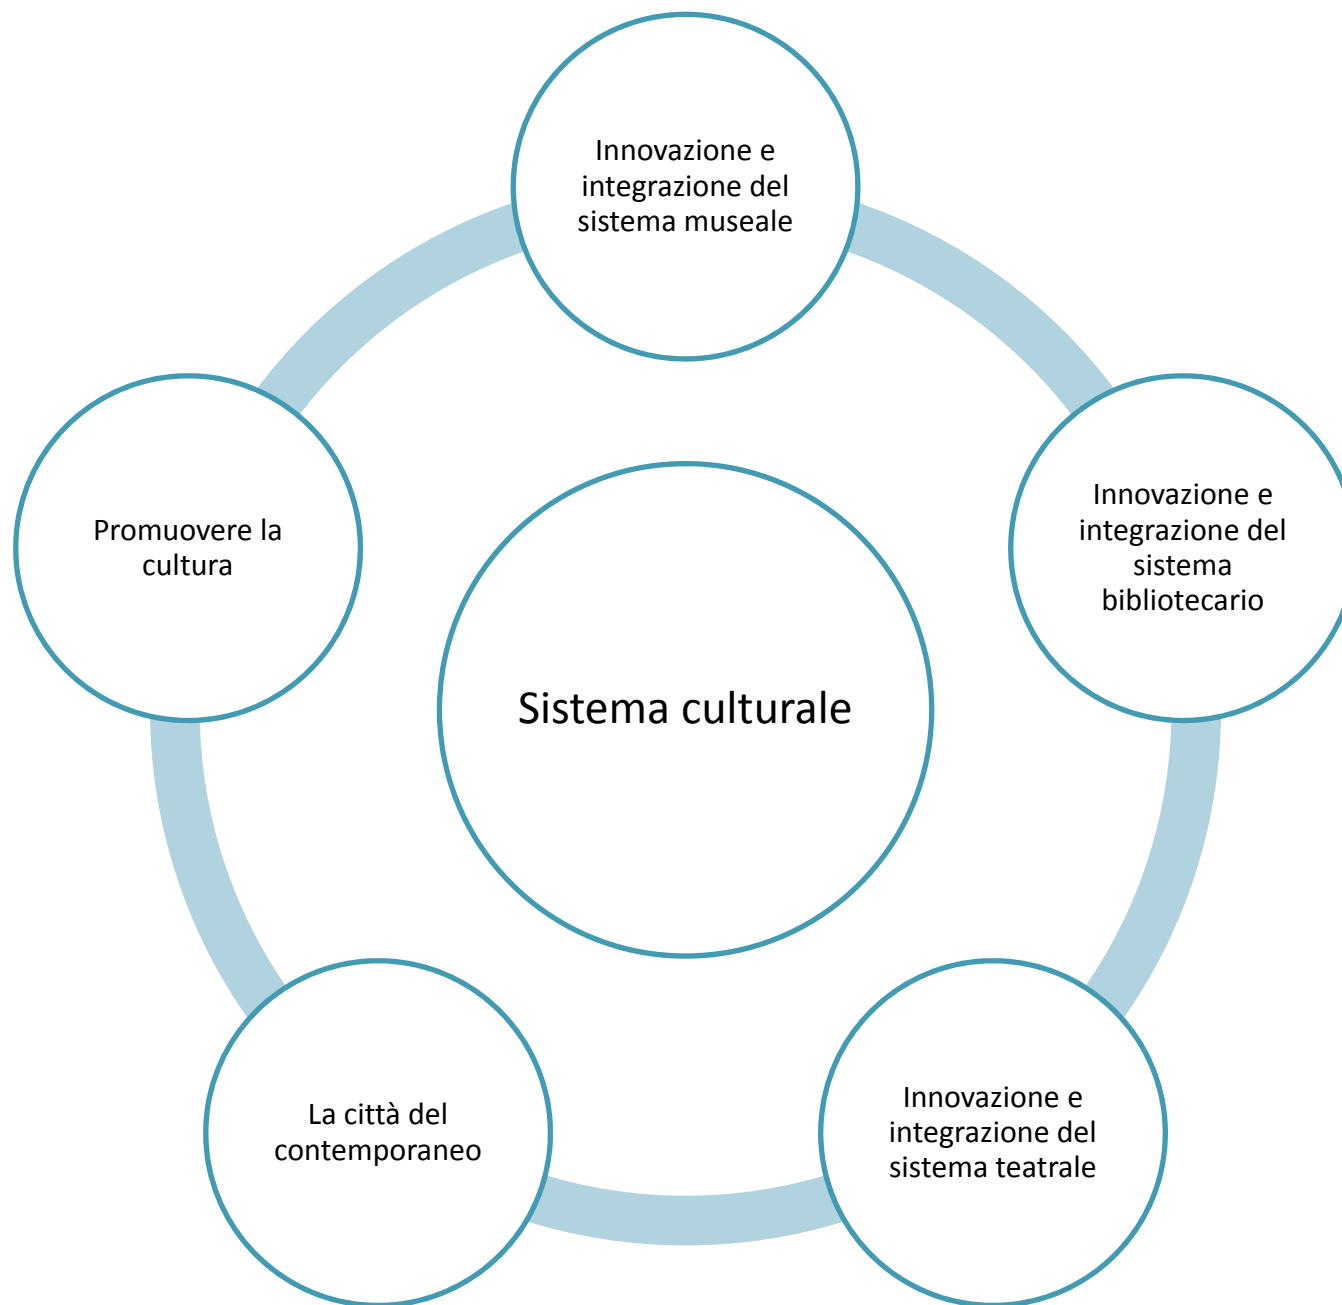 Innovazione e
integrazione del
sistema museale
Innovazione e
integrazione del
sistema
bibliotecario
Innovazione e
integrazione del
sistema teatrale
La città del
contemporaneo
Promuovere la
cultura
Sistema culturale